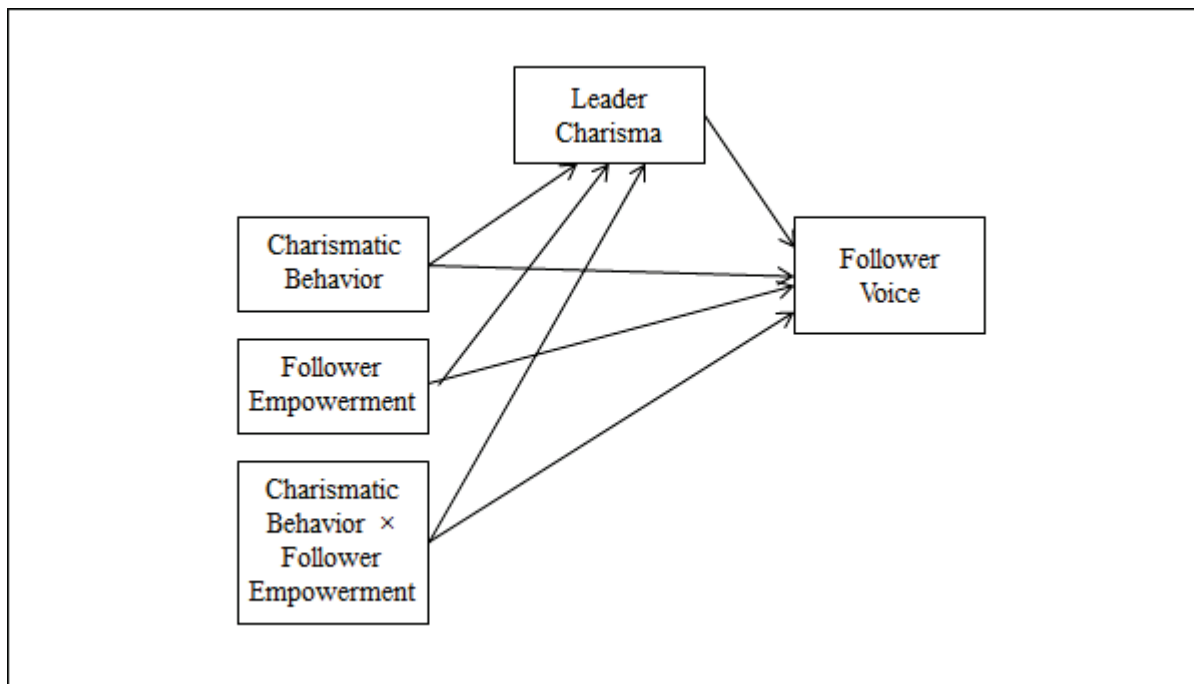 Leader
Charisma
Charismatic
Behavior
Follower
Voice
Follower
Empowerment
Charismatic
Behavior ×
Follower
Empowerment